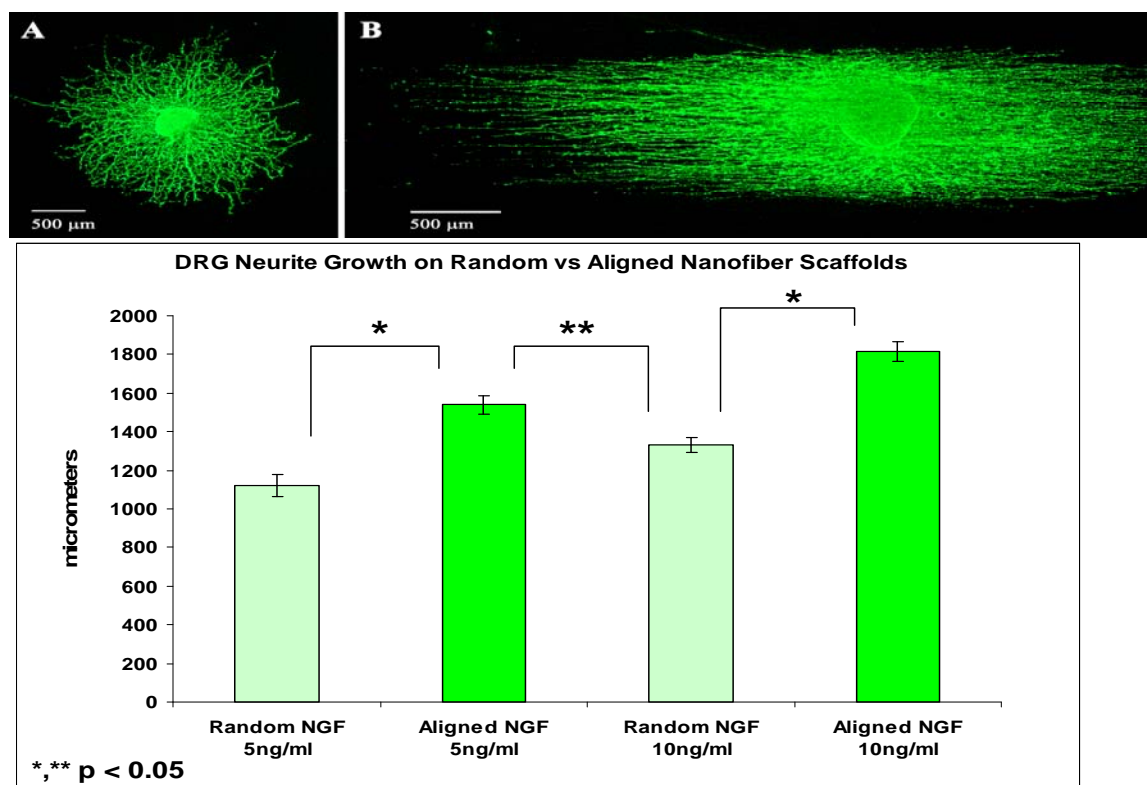 A
B
500 μm
500 μm
DRG Neurite Growth on Random vs Aligned Nanofiber Scaffolds
*
**
*
2000
1800
1600
1400
1200
1000
800
600
400
200
0
micrometers
Random NGF
5ng/ml
Aligned NGF
5ng/ml
Random NGF
10ng/ml
Aligned NGF
10ng/ml
*,** p < 0.05